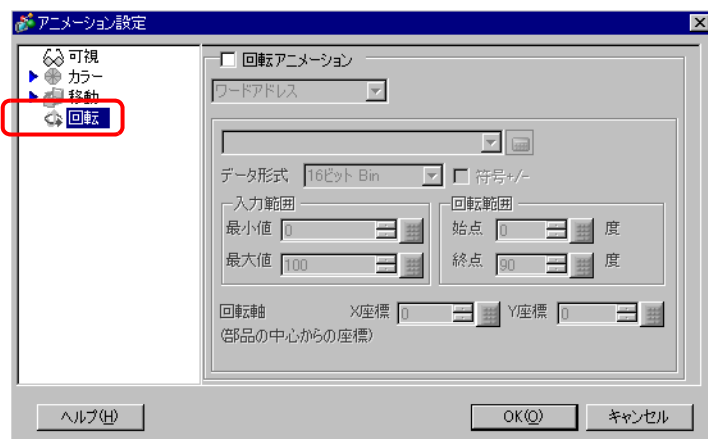 アニメーション設定
可視
カラー
移動
回転
回転アニメーション
ワードアドレス
データ形式 16ビット Bin 符号+/-
入力範囲 回転範囲
最小値 0 始点 0 度
最大値 100 終点 90 度
回転軸 X座標 0 Y座標 0
(部品の中心からの座標)
ヘルプ(H) OK(O) キャンセル